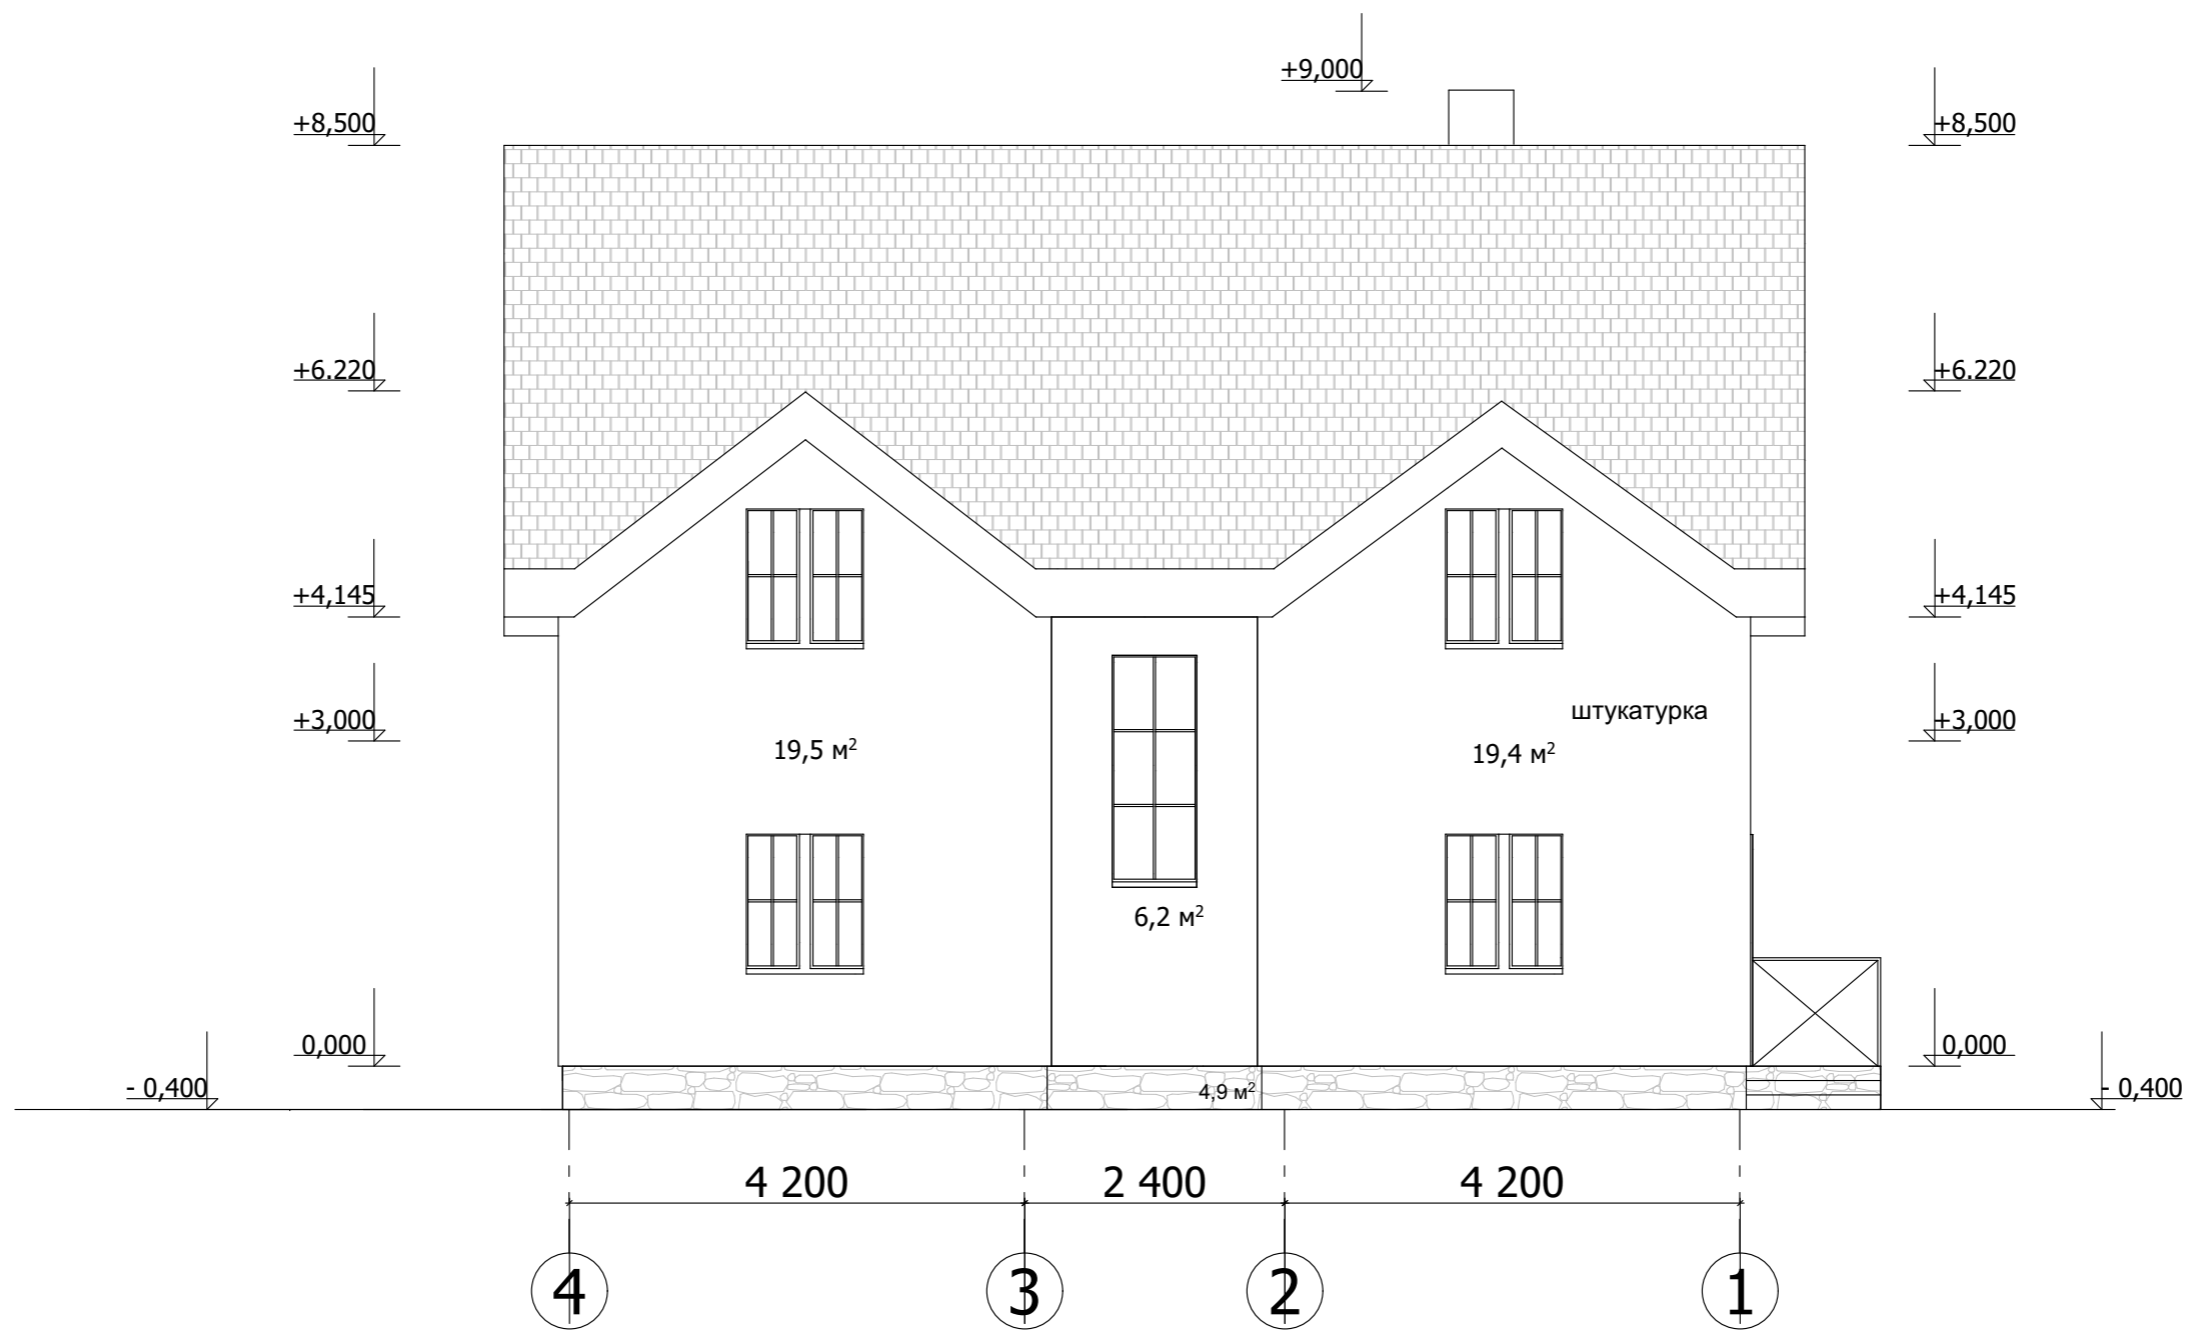 +9,000
+8,500 +8,500
+6.220 +6.220
+4,145 +4,145
+3,000 +3,000
штукатурка
19,5 м²
19,4 м²
6,2 м²
0,000 0,000
- 0,400 - 0,400
4,9 м²
4 200 2 400 4 200
4 3 2 1